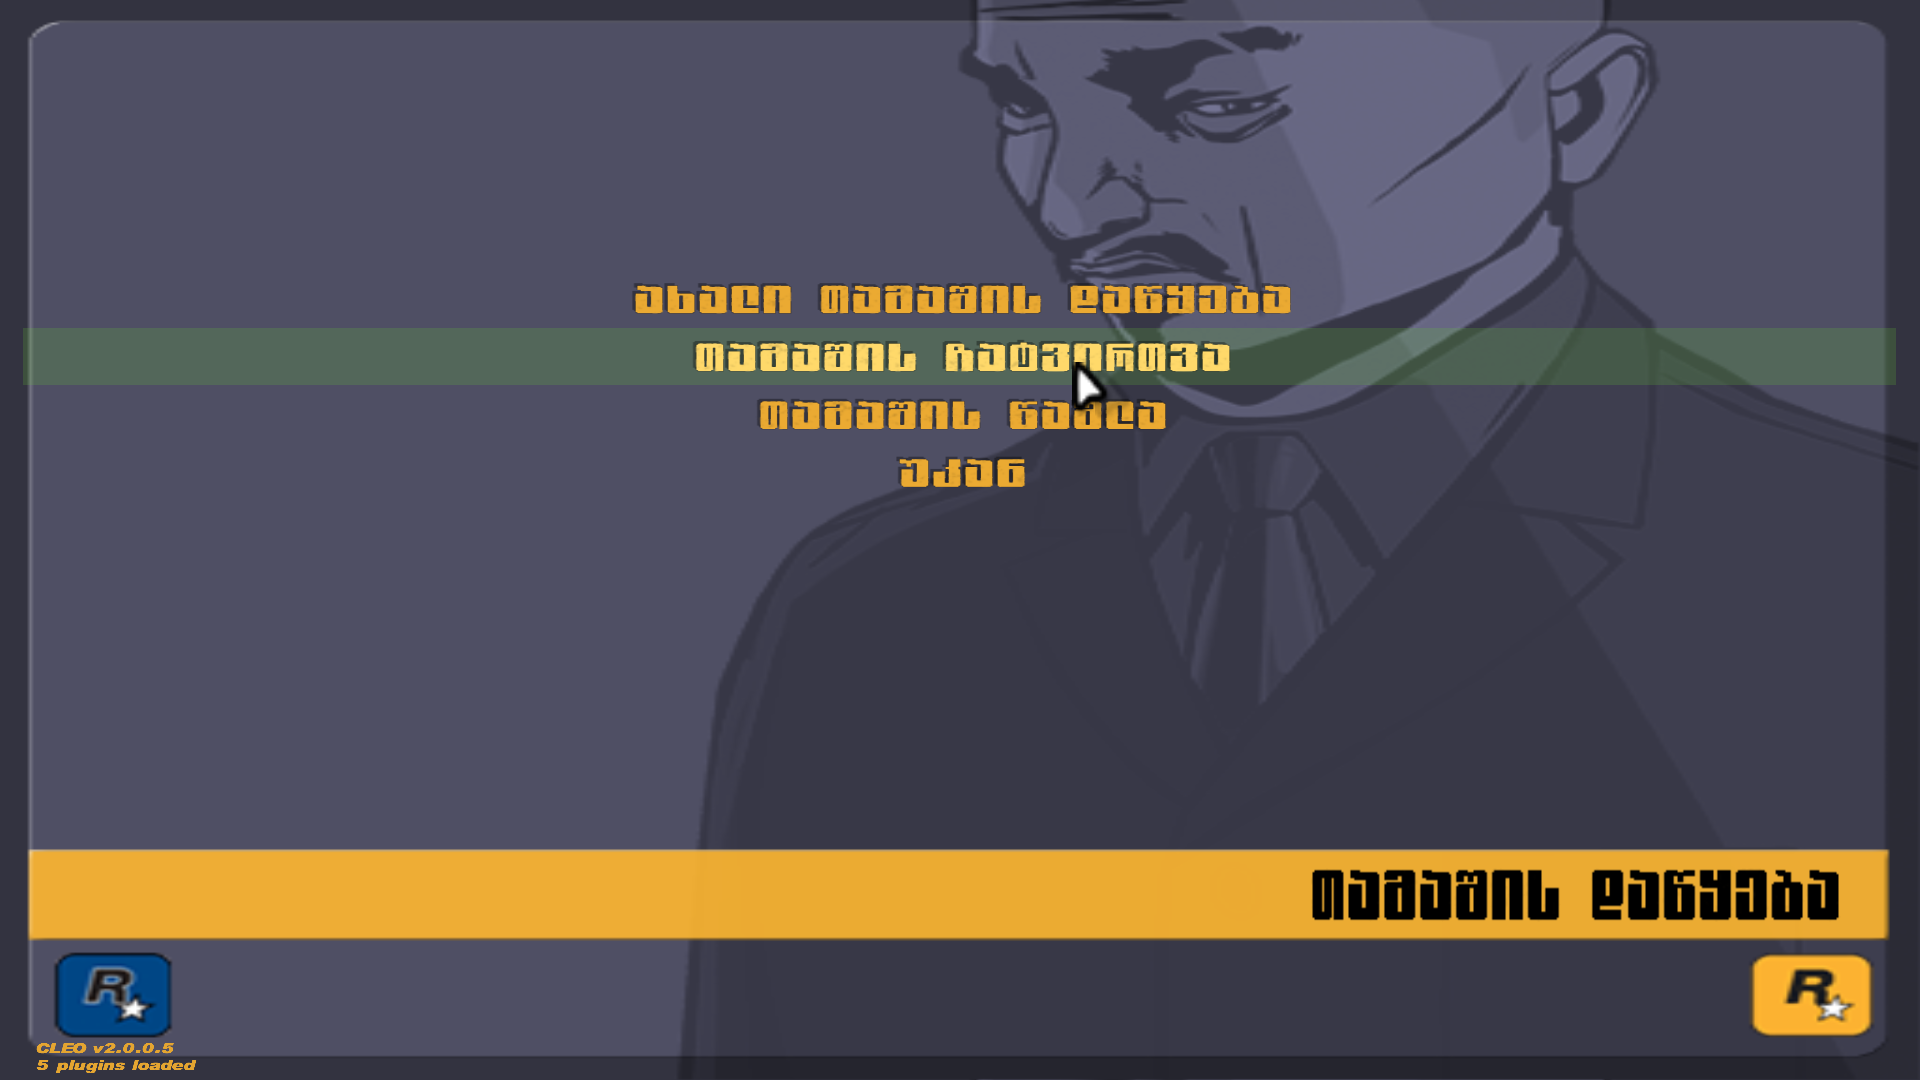 ახალი თამაშის დაწყება
თამაშის ჩატვირთვა
თამაშის წაშლა
უკან
თამაშის დაწყება
R
R
CLEO v2.0.0.5
5 plugins loaded